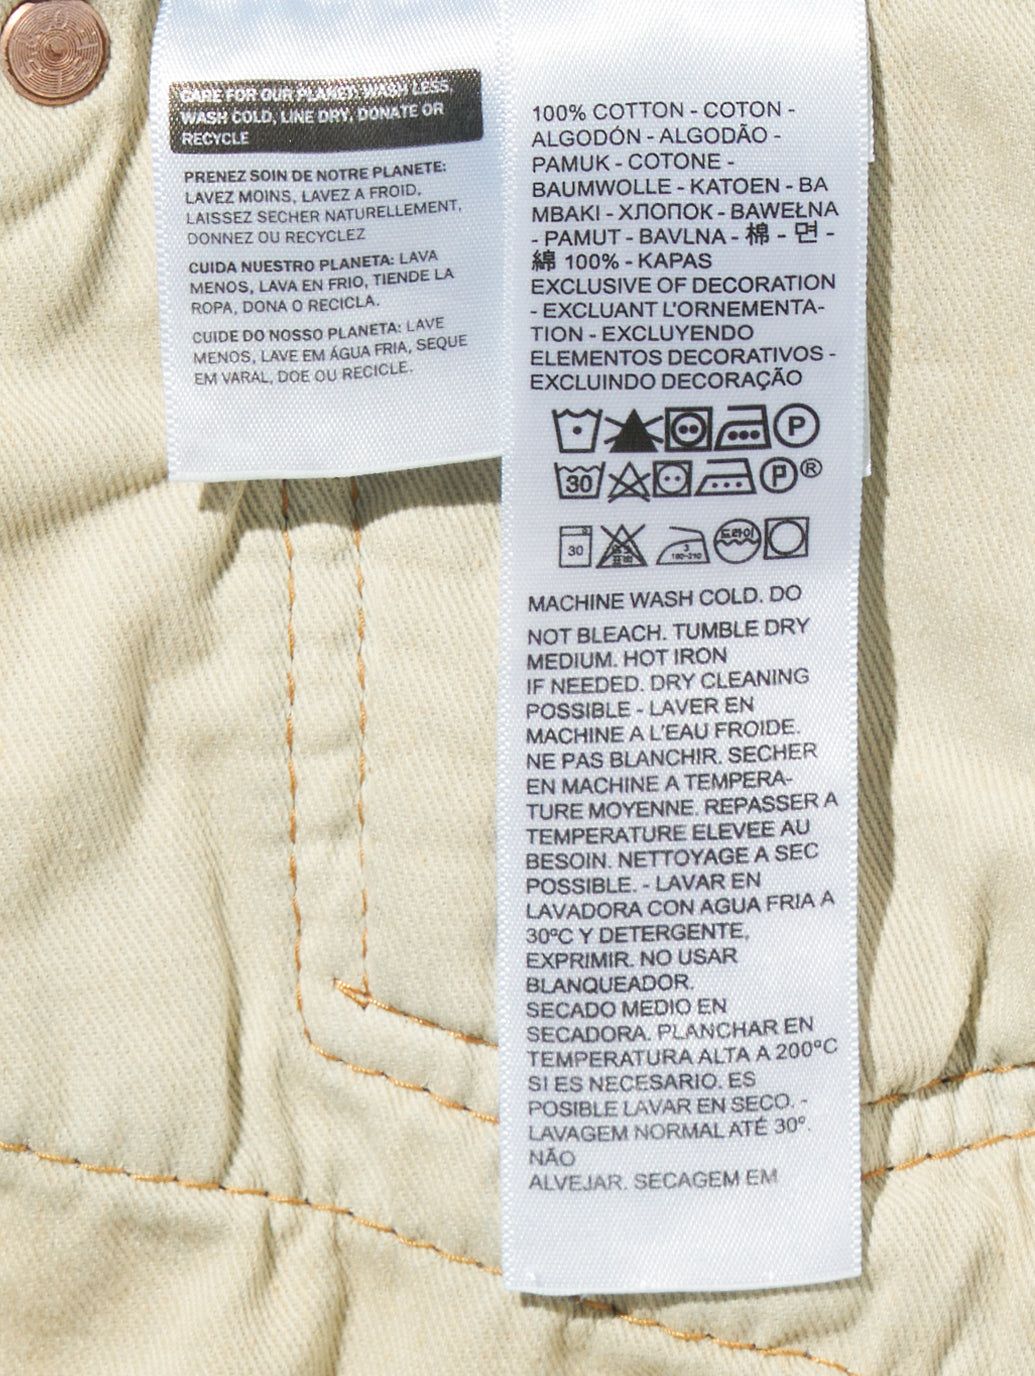 CARE FOR OUR PLANET: WASH LESS,
WASH COLD, LINE DRY, DONATE OR
RECYCLE
PRENEZ SOIN DE NOTRE PLANETE:
LAVEZ MOINS, LAVEZ A FROID,
LAISSEZ SECHER NATURELLEMENT,
DONNEZ OU RECYCLEZ
CUIDA NUESTRO PLANETA: LAVA
MENOS, LAVA EN FRIO, TIENDE LA
ROPA, DONA O RECICLA.
CUIDE DO NOSSO PLANETA: LAVE
MENOS, LAVE EM ÁGUA FRIA, SEQUE
EM VARAL, DOE OU RECICLE.
100% COTTON - COTON -
ALGODÓN - ALGODÃO -
PAMUK - COTONE -
BAUMWOLLE - KATOEN - BA
MBAKI - ХЛОПОК - BAWEŁNA
- PAMUT - BAVLNA - 棉 - 면 -
綿 100% - KAPAS
EXCLUSIVE OF DECORATION
- EXCLUANT L'ORNEMENTA-
TION - EXCLUYENDO
ELEMENTOS DECORATIVOS -
EXCLUINDO DECORAÇÃO
P
30 P ®
30 3 180-210 드라이
MACHINE WASH COLD. DO
NOT BLEACH. TUMBLE DRY
MEDIUM. HOT IRON
IF NEEDED. DRY CLEANING
POSSIBLE - LAVER EN
MACHINE A L'EAU FROIDE.
NE PAS BLANCHIR. SECHER
EN MACHINE A TEMPERA-
TURE MOYENNE. REPASSER A
TEMPERATURE ELEVEE AU
BESOIN. NETTOYAGE A SEC
POSSIBLE. - LAVAR EN
LAVADORA CON AGUA FRIA A
30ºC Y DETERGENTE,
EXPRIMIR. NO USAR
BLANQUEADOR.
SECADO MEDIO EN
SECADORA. PLANCHAR EN
TEMPERATURA ALTA A 200ºC
SI ES NECESARIO. ES
POSIBLE LAVAR EN SECO. -
LAVAGEM NORMAL ATÉ 30º.
NÃO
ALVEJAR. SECAGEM EM